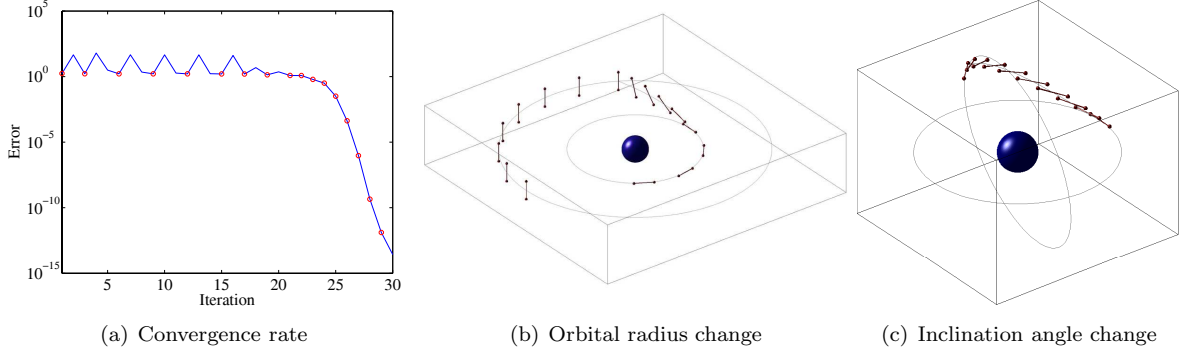 10^5
10^0
10^-5
10^-10
10^-15
Error
5 10 15 20 25 30
Iteration
(a) Convergence rate
(b) Orbital radius change
(c) Inclination angle change